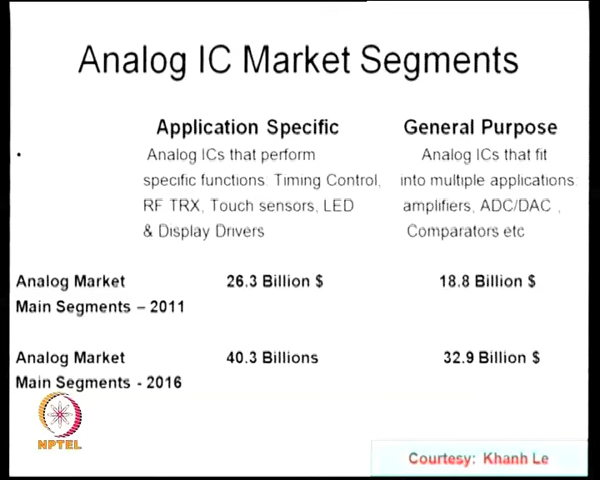 Analog IC Market Segments
Application Specific General Purpose
• Analog ICs that perform Analog ICs that fit
specific functions: Timing Control, into multiple applications:
RF TRX, Touch sensors, LED amplifiers, ADC/DAC ,
& Display Drivers Comparators etc
Analog Market 26.3 Billion $ 18.8 Billion $
Main Segments – 2011
Analog Market 40.3 Billions 32.9 Billion $
Main Segments - 2016
NPTEL
Courtesy: Khanh Le